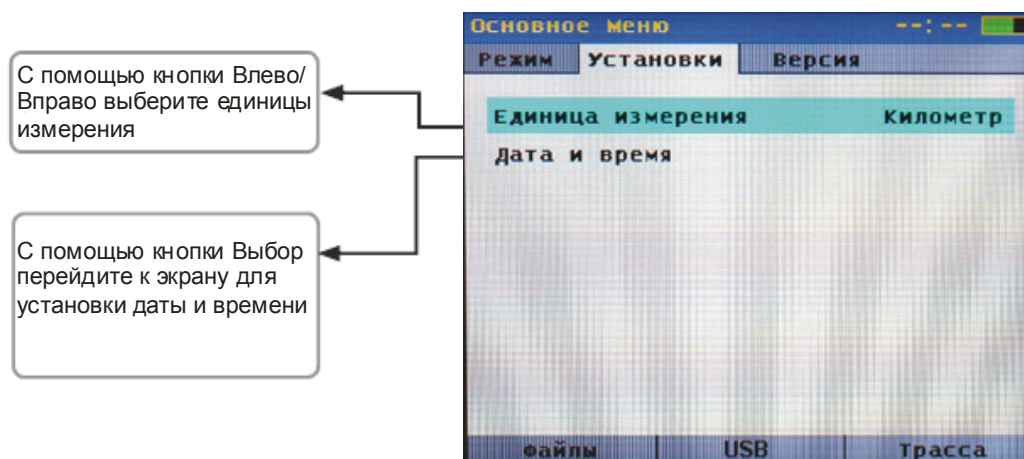 С помощью кнопки Влево/
Вправо выберите единицы
измерения
С помощью кнопки Выбор
перейдите к экрану для
установки даты и времени
Основное меню --:--
Режим Установки Версия
Единица измерения Километр
Дата и время
Файлы USB Трасса